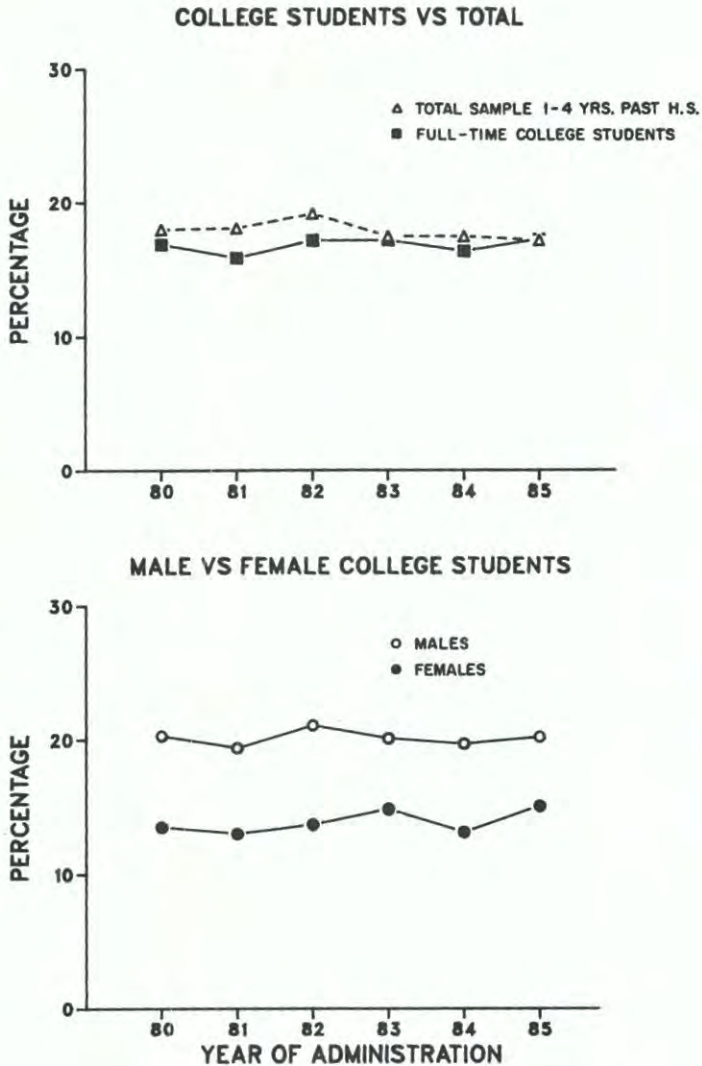 COLLEGE STUDENTS VS TOTAL
30
△ TOTAL SAMPLE 1-4 YRS. PAST H.S.
■ FULL-TIME COLLEGE STUDENTS
20
PERCENTAGE
10
0
80 81 82 83 84 85
MALE VS FEMALE COLLEGE STUDENTS
30
○ MALES
● FEMALES
20
PERCENTAGE
10
0
80 81 82 83 84 85
YEAR OF ADMINISTRATION